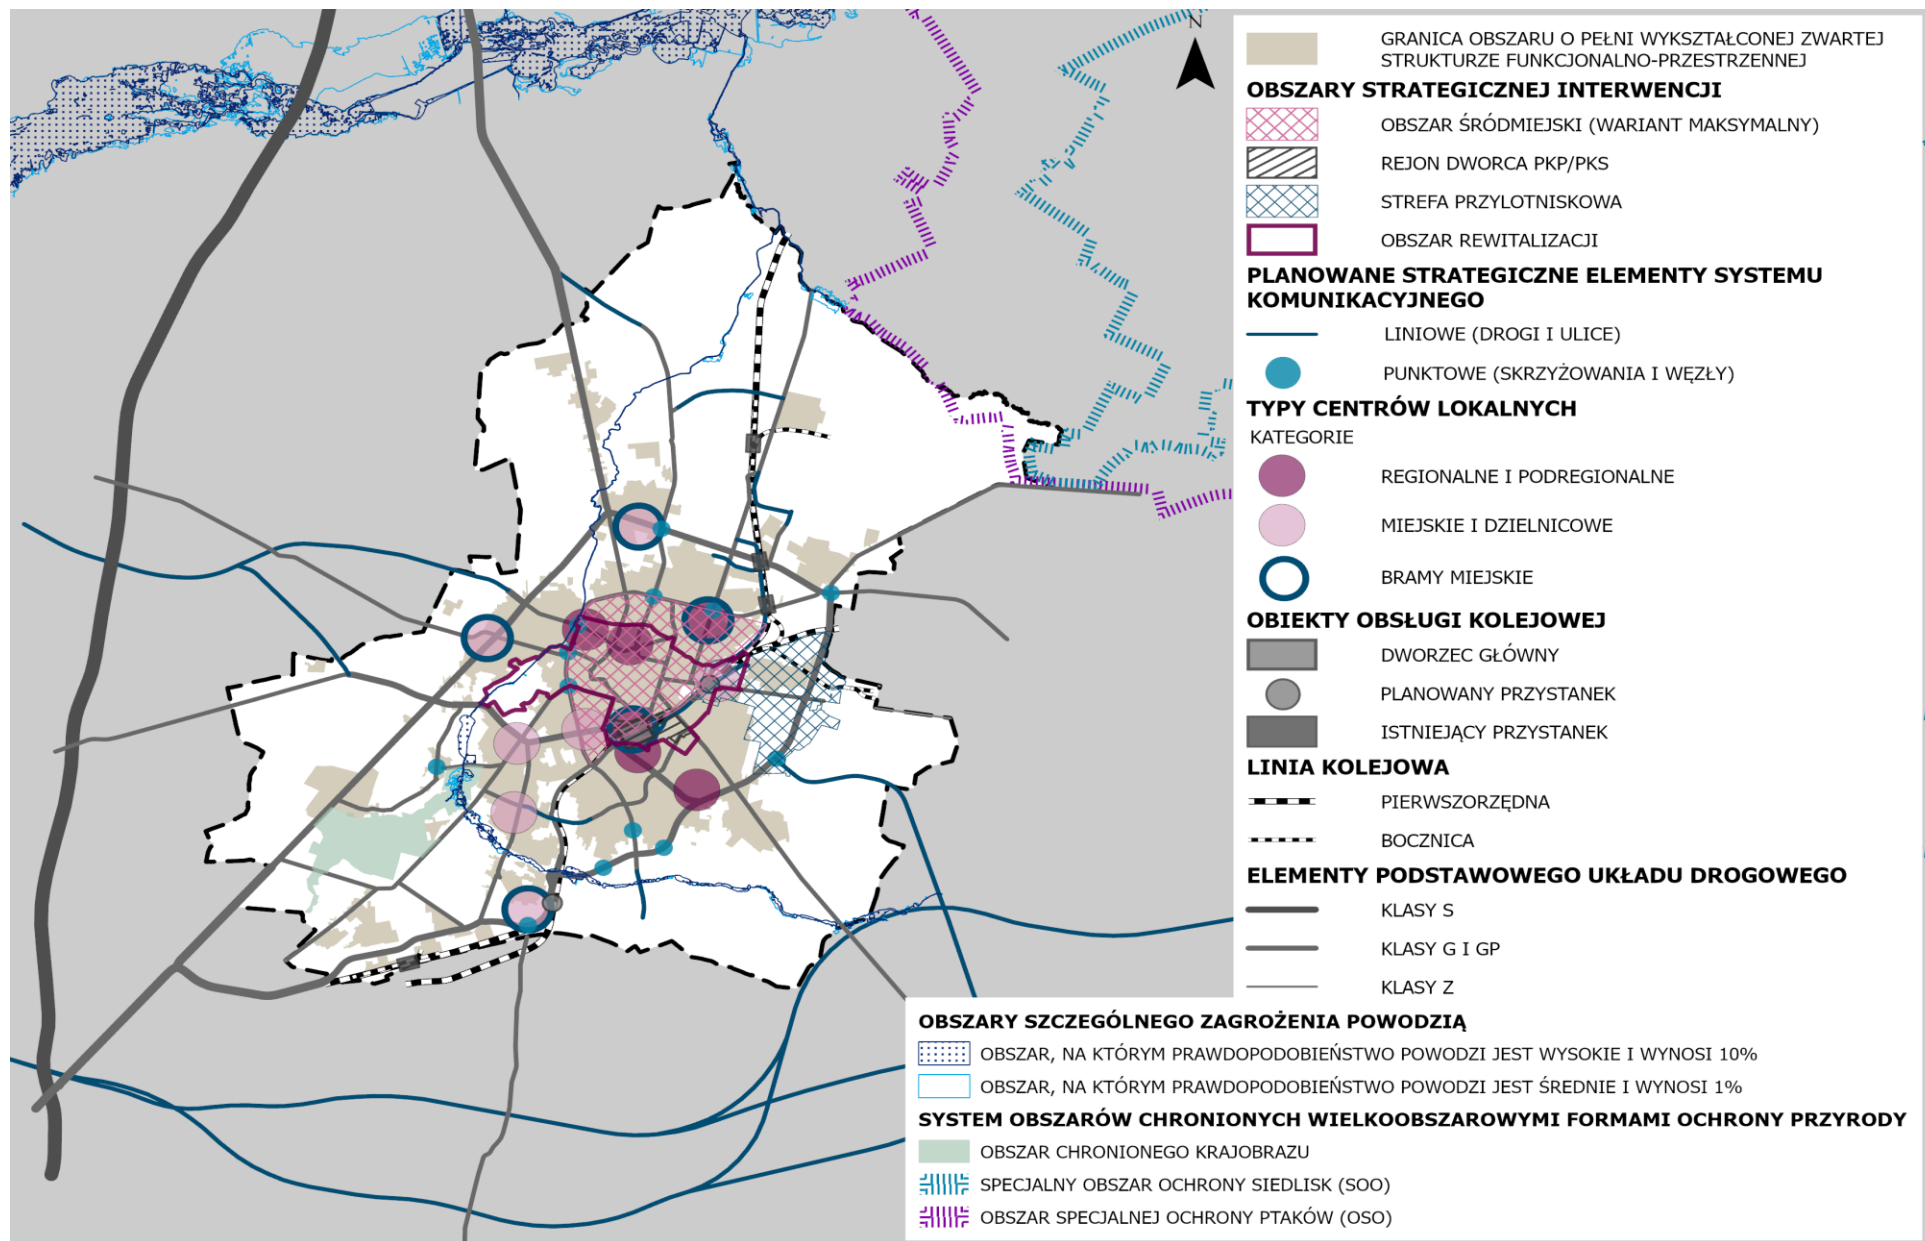 N
GRANICA OBSZARU O PEŁNI WYKSZTAŁCONEJ ZWARTEJ
STRUKTURZE FUNKCJONALNO-PRZESTRZENNEJ
OBSZARY STRATEGICZNEJ INTERWENCJI
OBSZAR ŚRÓDMIEJSKI (WARIANT MAKSYMALNY)
REJON DWORCA PKP/PKS
STREFA PRZYLOTNISKOWA
OBSZAR REWITALIZACJI
PLANOWANE STRATEGICZNE ELEMENTY SYSTEMU
KOMUNIKACYJNEGO
LINIOWE (DROGI I ULICE)
PUNKTOWE (SKRZYŻOWANIA I WĘZŁY)
TYPY CENTRÓW LOKALNYCH
KATEGORIE
REGIONALNE I PODREGIONALNE
MIEJSKIE I DZIELNICOWE
BRAMY MIEJSKIE
OBIEKTY OBSŁUGI KOLEJOWEJ
DWORZEC GŁÓWNY
PLANOWANY PRZYSTANEK
ISTNIEJĄCY PRZYSTANEK
LINIA KOLEJOWA
PIERWSZORZĘDNA
BOCZNICA
ELEMENTY PODSTAWOWEGO UKŁADU DROGOWEGO
KLASY S
KLASY G I GP
KLASY Z
OBSZARY SZCZEGÓLNEGO ZAGROŻENIA POWODZIĄ
OBSZAR, NA KTÓRYM PRAWDOPODOBIEŃSTWO POWODZI JEST WYSOKIE I WYNOSI 10%
OBSZAR, NA KTÓRYM PRAWDOPODOBIEŃSTWO POWODZI JEST ŚREDNIE I WYNOSI 1%
SYSTEM OBSZARÓW CHRONIONYCH WIELKOOBSZAROWYMI FORMAMI OCHRONY PRZYRODY
OBSZAR CHRONIONEGO KRAJOBRAZU
SPECJALNY OBSZAR OCHRONY SIEDLISK (SOO)
OBSZAR SPECJALNEJ OCHRONY PTAKÓW (OSO)